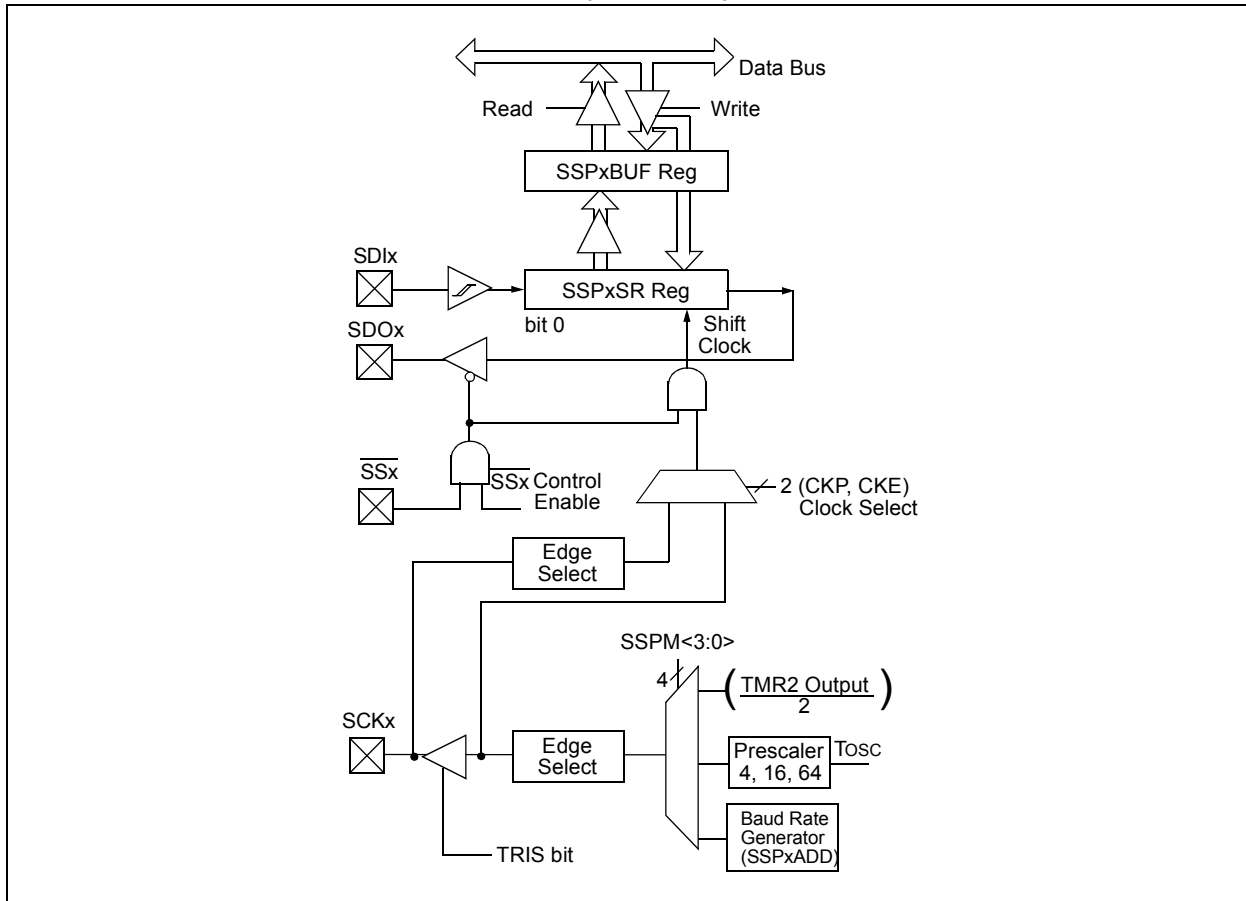 Data Bus
Read
Write
SSPxBUF Reg
SDIx
SSPxSR Reg
bit 0
Shift
Clock
SDOx
SSx
SSx Control
Enable
2 (CKP, CKE)
Clock Select
Edge
Select
SSPM<3:0>
4
(TMR2 Output)
2
SCKx
Edge
Select
Prescaler
4, 16, 64
TOSC
Baud Rate
Generator
(SSPxADD)
TRIS bit